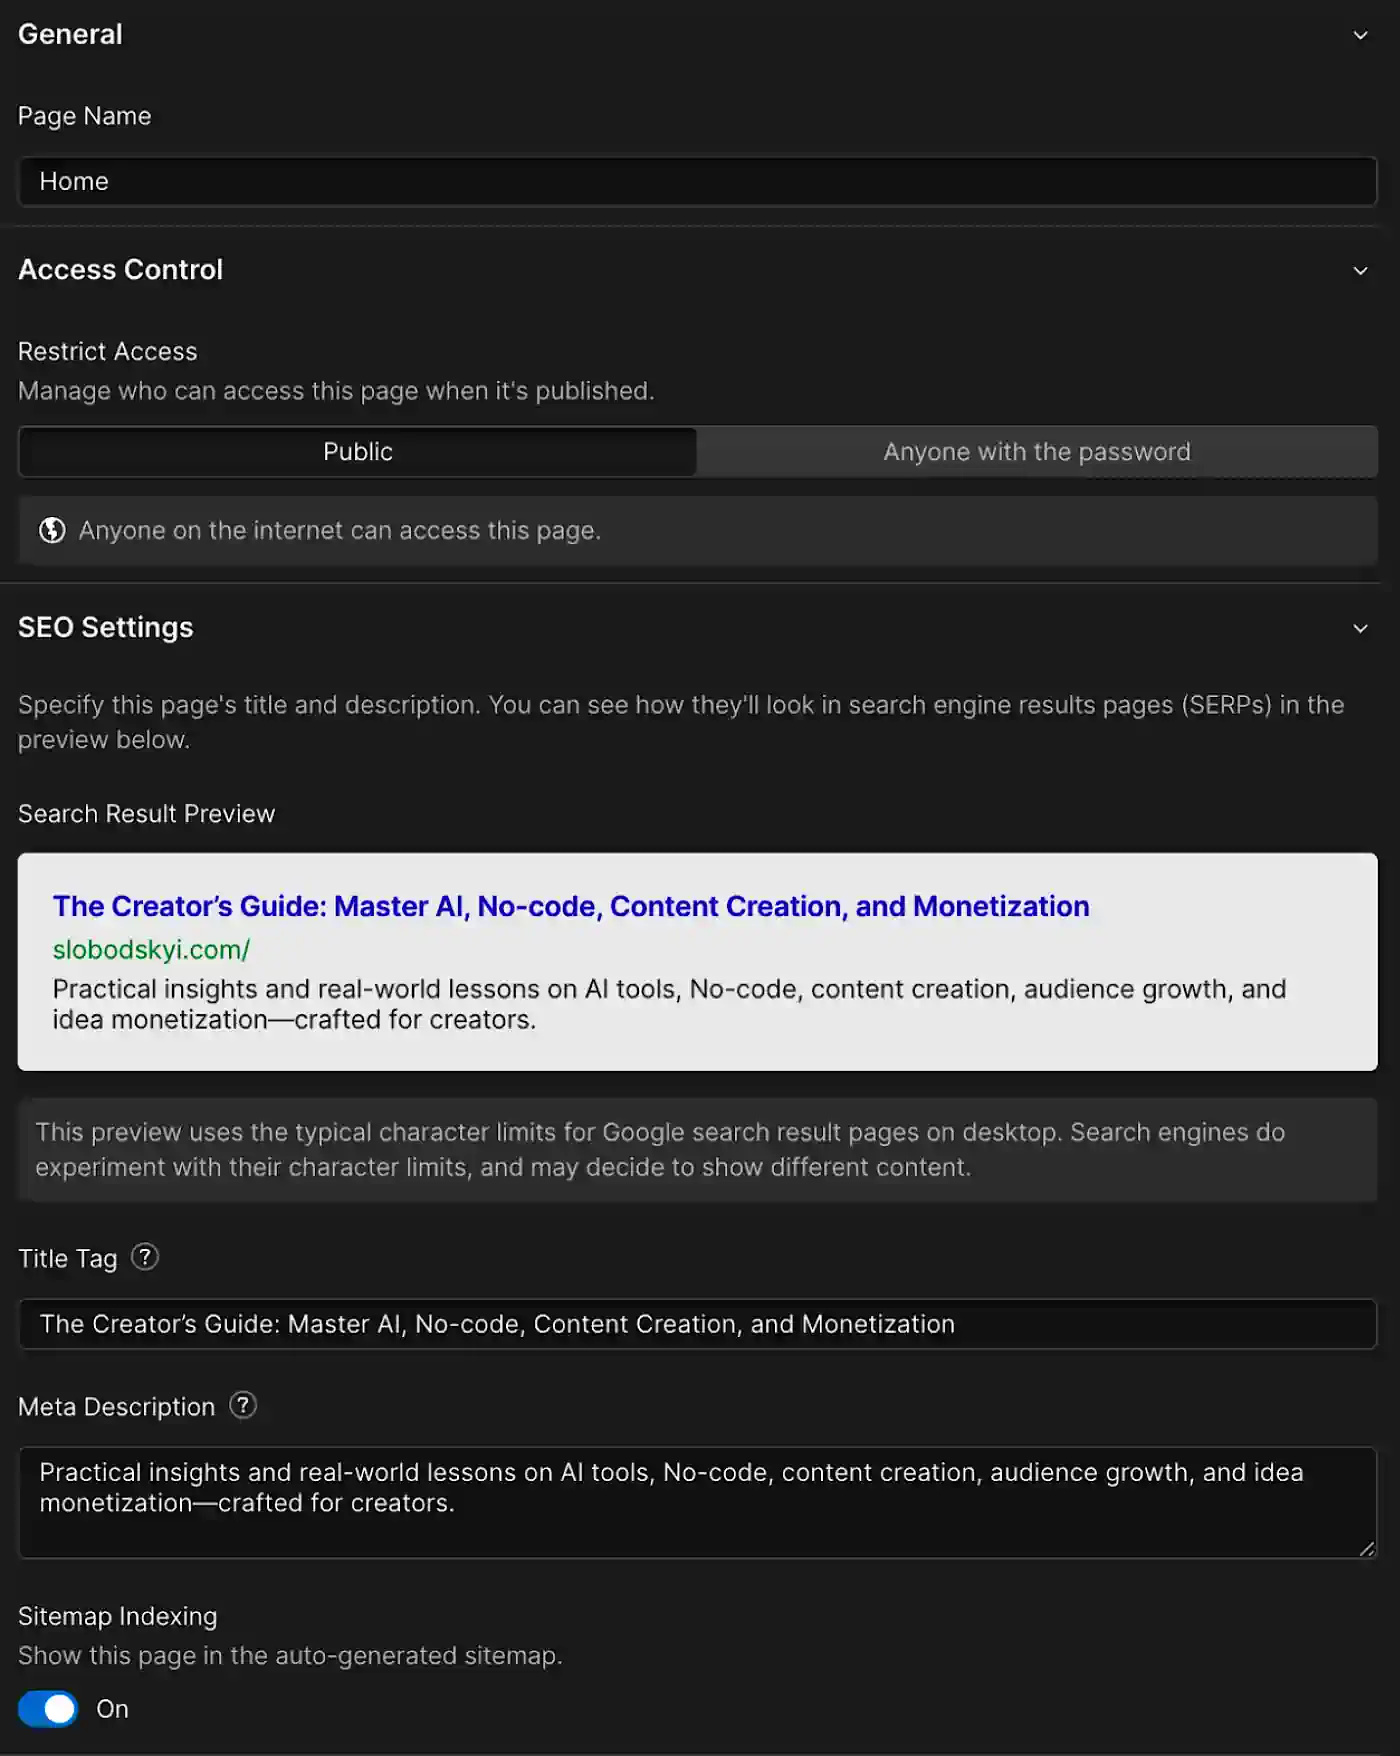 General
Page Name
Home
Access Control
Restrict Access
Manage who can access this page when it's published.
Public
Anyone with the password
Anyone on the internet can access this page.
SEO Settings
Specify this page's title and description. You can see how they'll look in search engine results pages (SERPs) in the
preview below.
Search Result Preview
The Creator’s Guide: Master AI, No-code, Content Creation, and Monetization
slobodskyi.com/
Practical insights and real-world lessons on AI tools, No-code, content creation, audience growth, and
idea monetization—crafted for creators.
This preview uses the typical character limits for Google search result pages on desktop. Search engines do
experiment with their character limits, and may decide to show different content.
Title Tag ?
The Creator’s Guide: Master AI, No-code, Content Creation, and Monetization
Meta Description ?
Practical insights and real-world lessons on AI tools, No-code, content creation, audience growth, and idea
monetization—crafted for creators.
Sitemap Indexing
Show this page in the auto-generated sitemap.
On